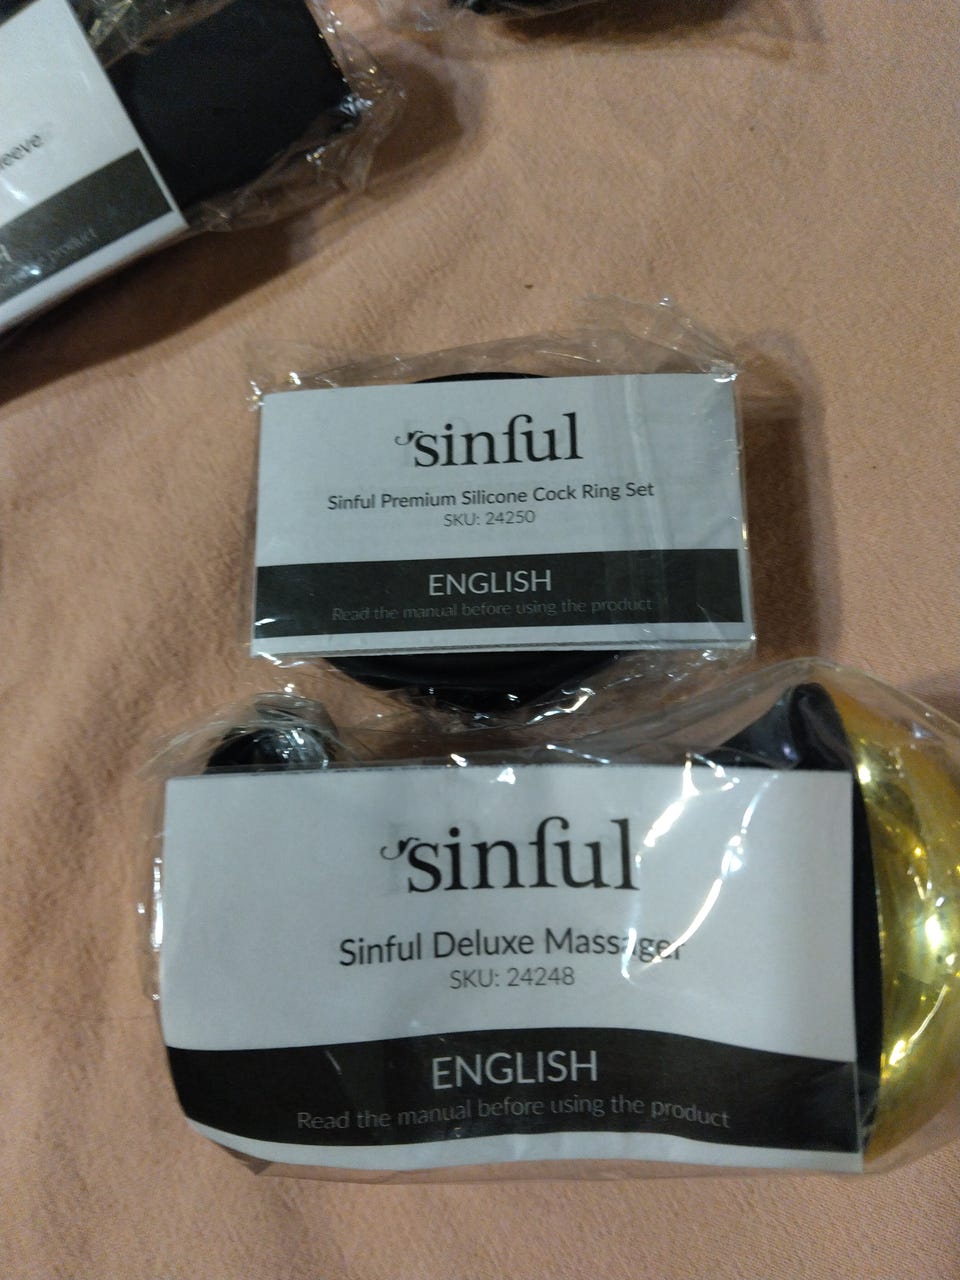 sinful
Sinful Premium Silicone Cock Ring Set
SKU: 24250
ENGLISH
Read the manual before using the product
sinful
Sinful Deluxe Massager
SKU: 24248
ENGLISH
Read the manual before using the product